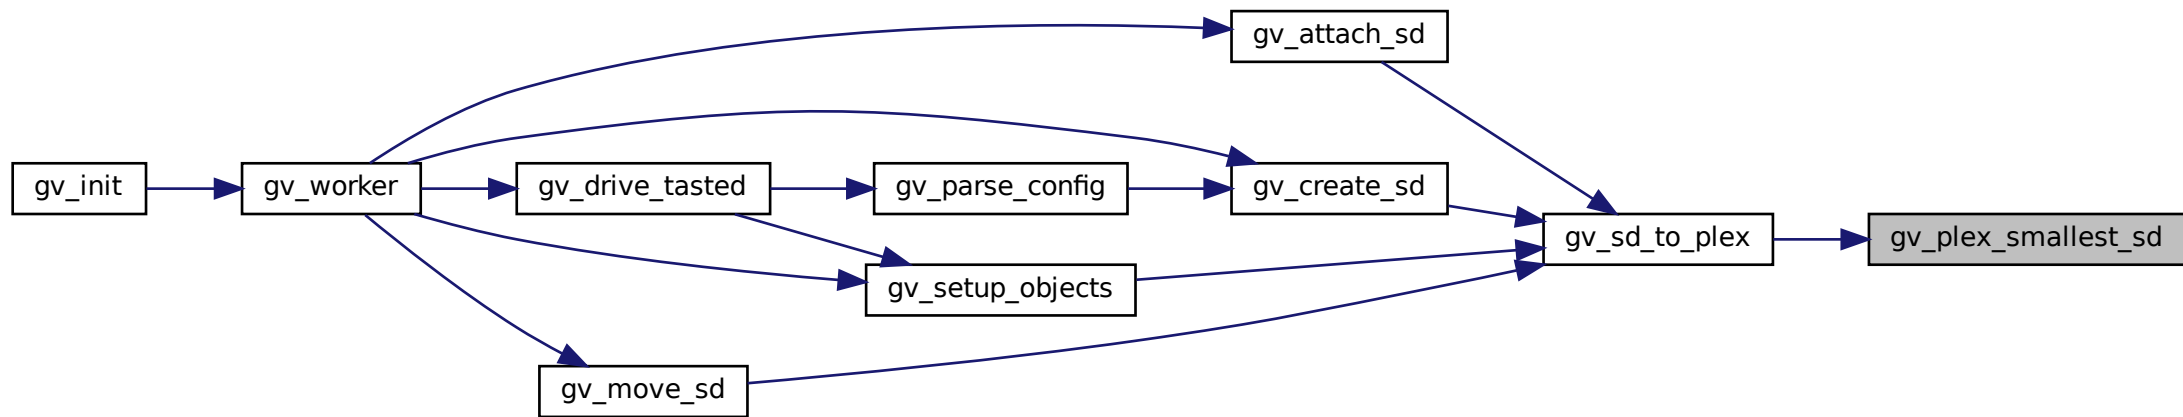 gv_attach_sd
gv_init
gv_worker
gv_drive_tasted
gv_parse_config
gv_create_sd
gv_sd_to_plex
gv_plex_smallest_sd
gv_setup_objects
gv_move_sd